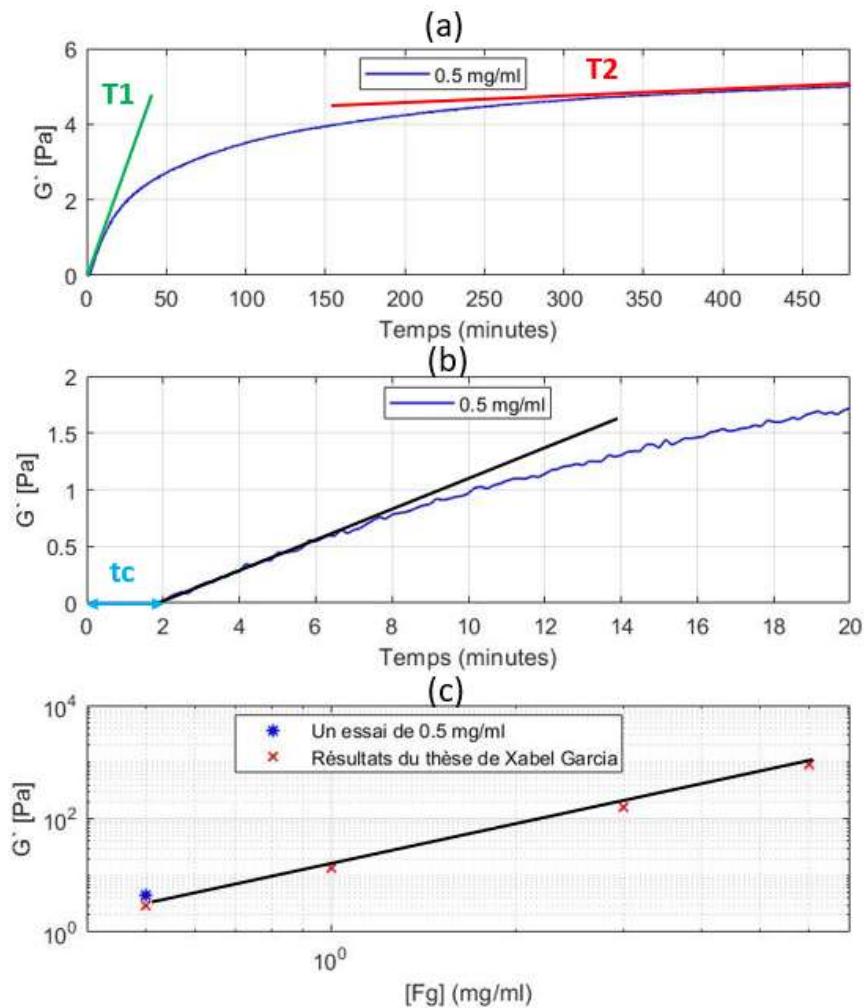 (a)
6
4
2
0
G` [Pa]
T1
0.5 mg/ml
T2
0 50 100 150 200 250 300 350 400 450
Temps (minutes)
(b)
2
1.5
1
0.5
0
G` [Pa]
0.5 mg/ml
tc
0 2 4 6 8 10 12 14 16 18 20
Temps (minutes)
(c)
10^4
10^2
10^0
G` [Pa]
Un essai de 0.5 mg/ml
Résultats du thèse de Xabel Garcia
10^0
[Fg] (mg/ml)